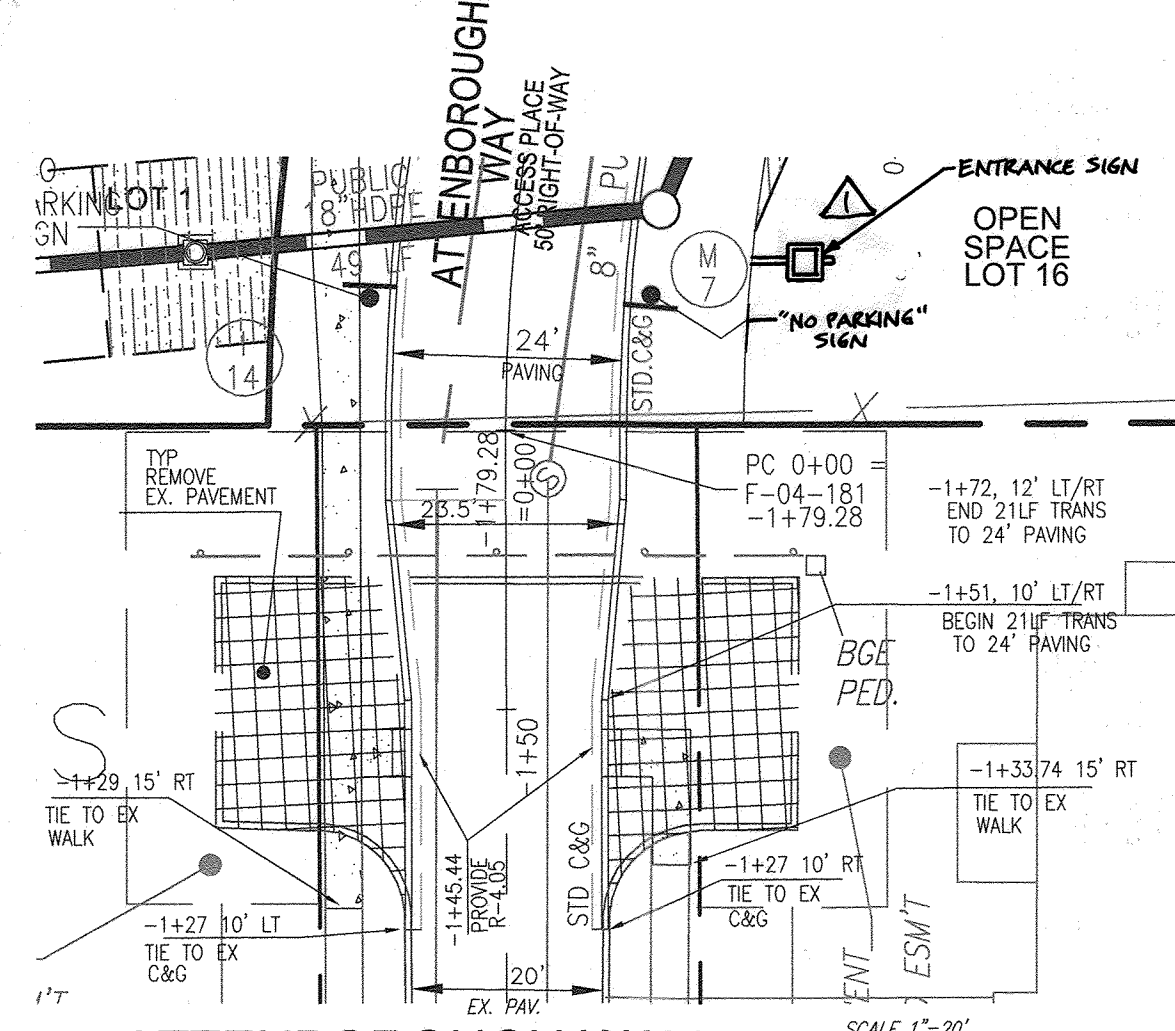 ATTENBOROUGH
WAY
ACCESS PLACE
50' RIGHT-OF-WAY
ENTRANCE SIGN
OPEN
SPACE
LOT 16
1
LOT 1
PUBLIC
18" HDPE
49 LF
8"
M
7
"NO PARKING"
SIGN
1
14
24'
PAVING
STD. C&G
X
X
TYP
REMOVE
EX. PAVEMENT
-1+79.28
=0+00
S
PC 0+00 =
F-04-181
-1+79.28
23.5'
-1+72, 12' LT/RT
END 21LF TRANS
TO 24' PAVING
-1+51, 10' LT/RT
BEGIN 21LF TRANS
TO 24' PAVING
BGE
PED.
S
-1+50
-1+29 15' RT
TIE TO EX
WALK
-1+33.74 15' RT
TIE TO EX
WALK
-1+45.44
PROVIDE
R-4.05
STD C&G
-1+27 10' RT
TIE TO EX
C&G
-1+27 10' LT
TIE TO EX
C&G
ESM'T
20'
EX. PAV.
SCALE 1"=20'